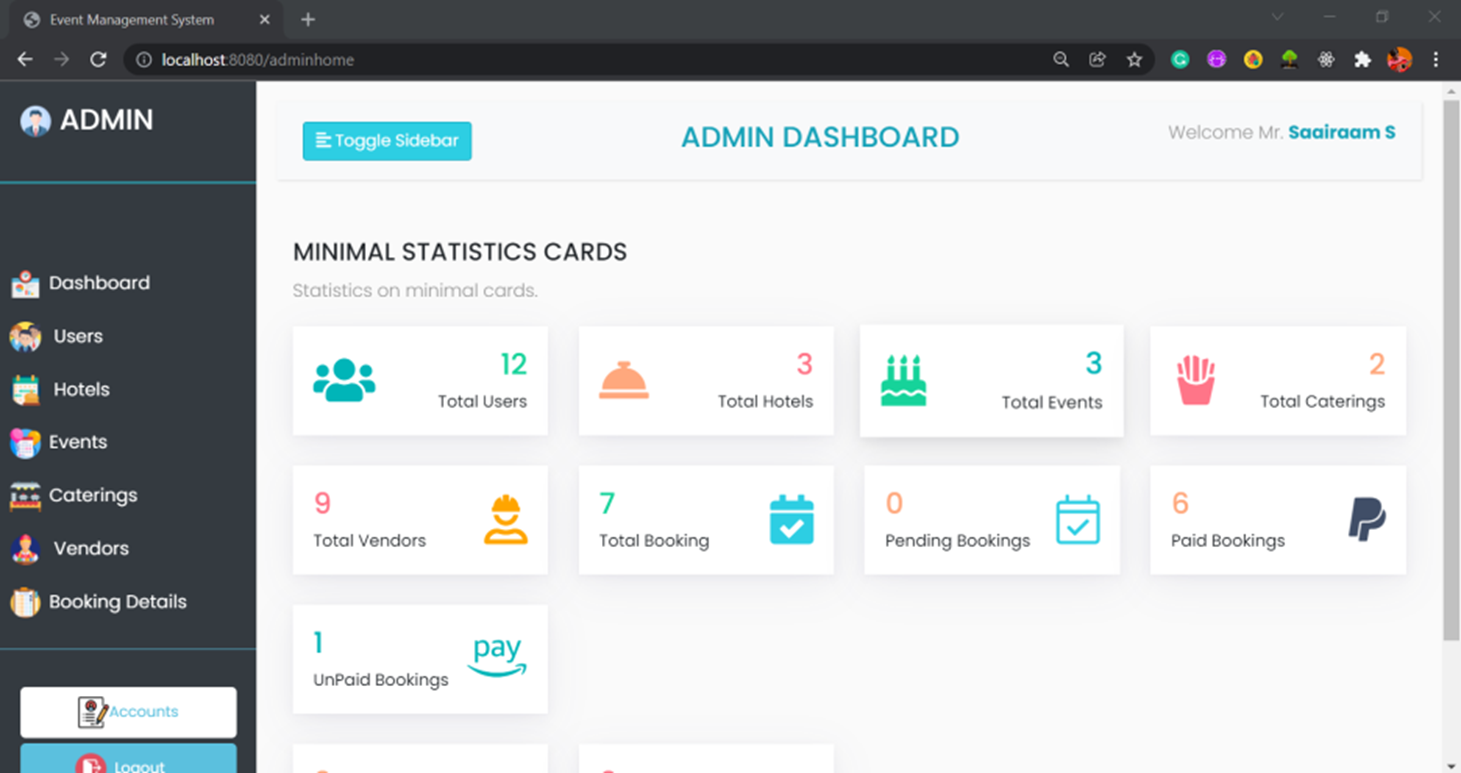 Event Management System
localhost:8080/adminhome
ADMIN
Toggle Sidebar
ADMIN DASHBOARD
Welcome Mr. Saairaam S
Dashboard
Users
Hotels
Events
Caterings
Vendors
Booking Details
Accounts
Logout
MINIMAL STATISTICS CARDS
Statistics on minimal cards.
12
Total Users
3
Total Hotels
3
Total Events
2
Total Caterings
9
Total Vendors
7
Total Booking
0
Pending Bookings
6
Paid Bookings
1
UnPaid Bookings
pay